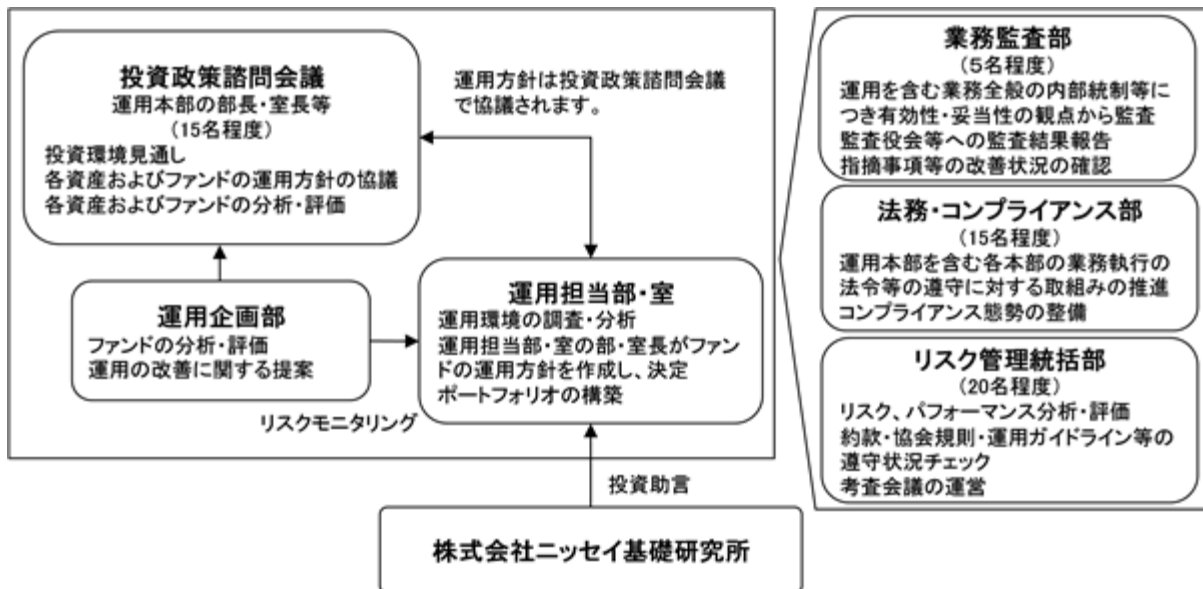 投資政策諮問会議
運用本部の部長・室長等
(15名程度)
投資環境見通し
各資産およびファンドの運用方針の協議
各資産およびファンドの分析・評価
運用方針は投資政策諮問会議
で協議されます。
運用企画部
ファンドの分析・評価
運用の改善に関する提案
リスクモニタリング
運用担当部・室
運用環境の調査・分析
運用担当部・室の部・室長がファン
ドの運用方針を作成し、決定
ポートフォリオの構築
投資助言
株式会社ニッセイ基礎研究所
業務監査部
(5名程度)
運用を含む業務全般の内部統制等に
つき有効性・妥当性の観点から監査
監査役会等への監査結果報告
指摘事項等の改善状況の確認
法務・コンプライアンス部
(15名程度)
運用本部を含む各本部の業務執行の
法令等の遵守に対する取組みの推進
コンプライアンス態勢の整備
リスク管理統括部
(20名程度)
リスク、パフォーマンス分析・評価
約款・協会規則・運用ガイドライン等の
遵守状況チェック
考査会議の運営